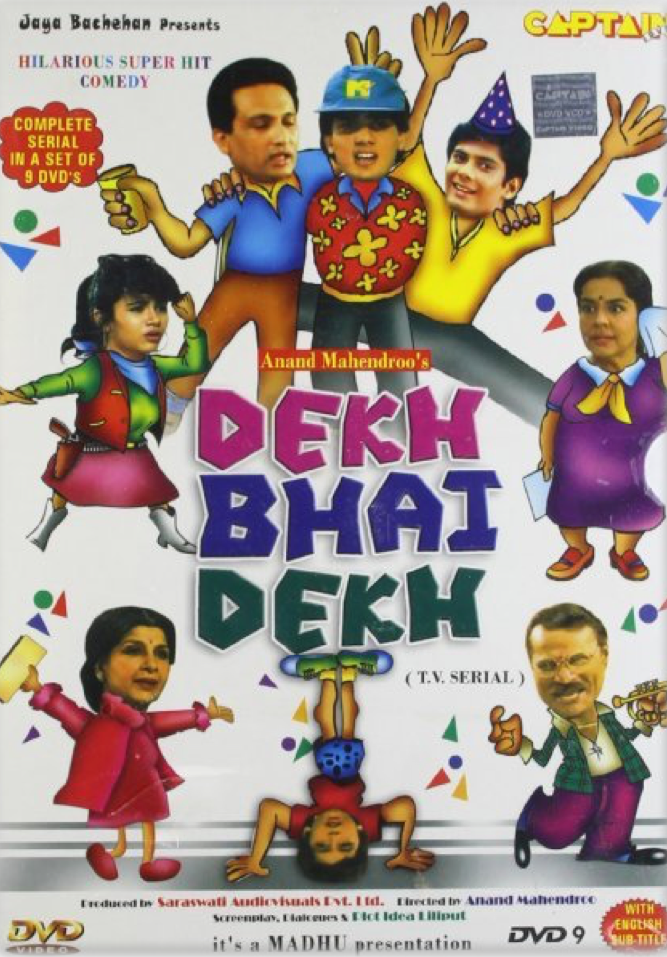 Jaya Bachchan Presents
CAPTAIN
HILARIOUS SUPER HIT
COMEDY
COMPLETE
SERIAL
IN A SET OF
9 DVD's
CAPTAIN
Anand Mahendroo's
DEKH
BHAI
DEKH
( T.V. SERIAL )
Produced by Saraswati Audiovisuals Pvt. Ltd. Directed by Anand Mahendroo
Screenplay, Dialogues & Plot Idea Liliput
it's a MADHU presentation
DVD
VIDEO
DVD 9
WITH
ENGLISH
SUB-TITLE